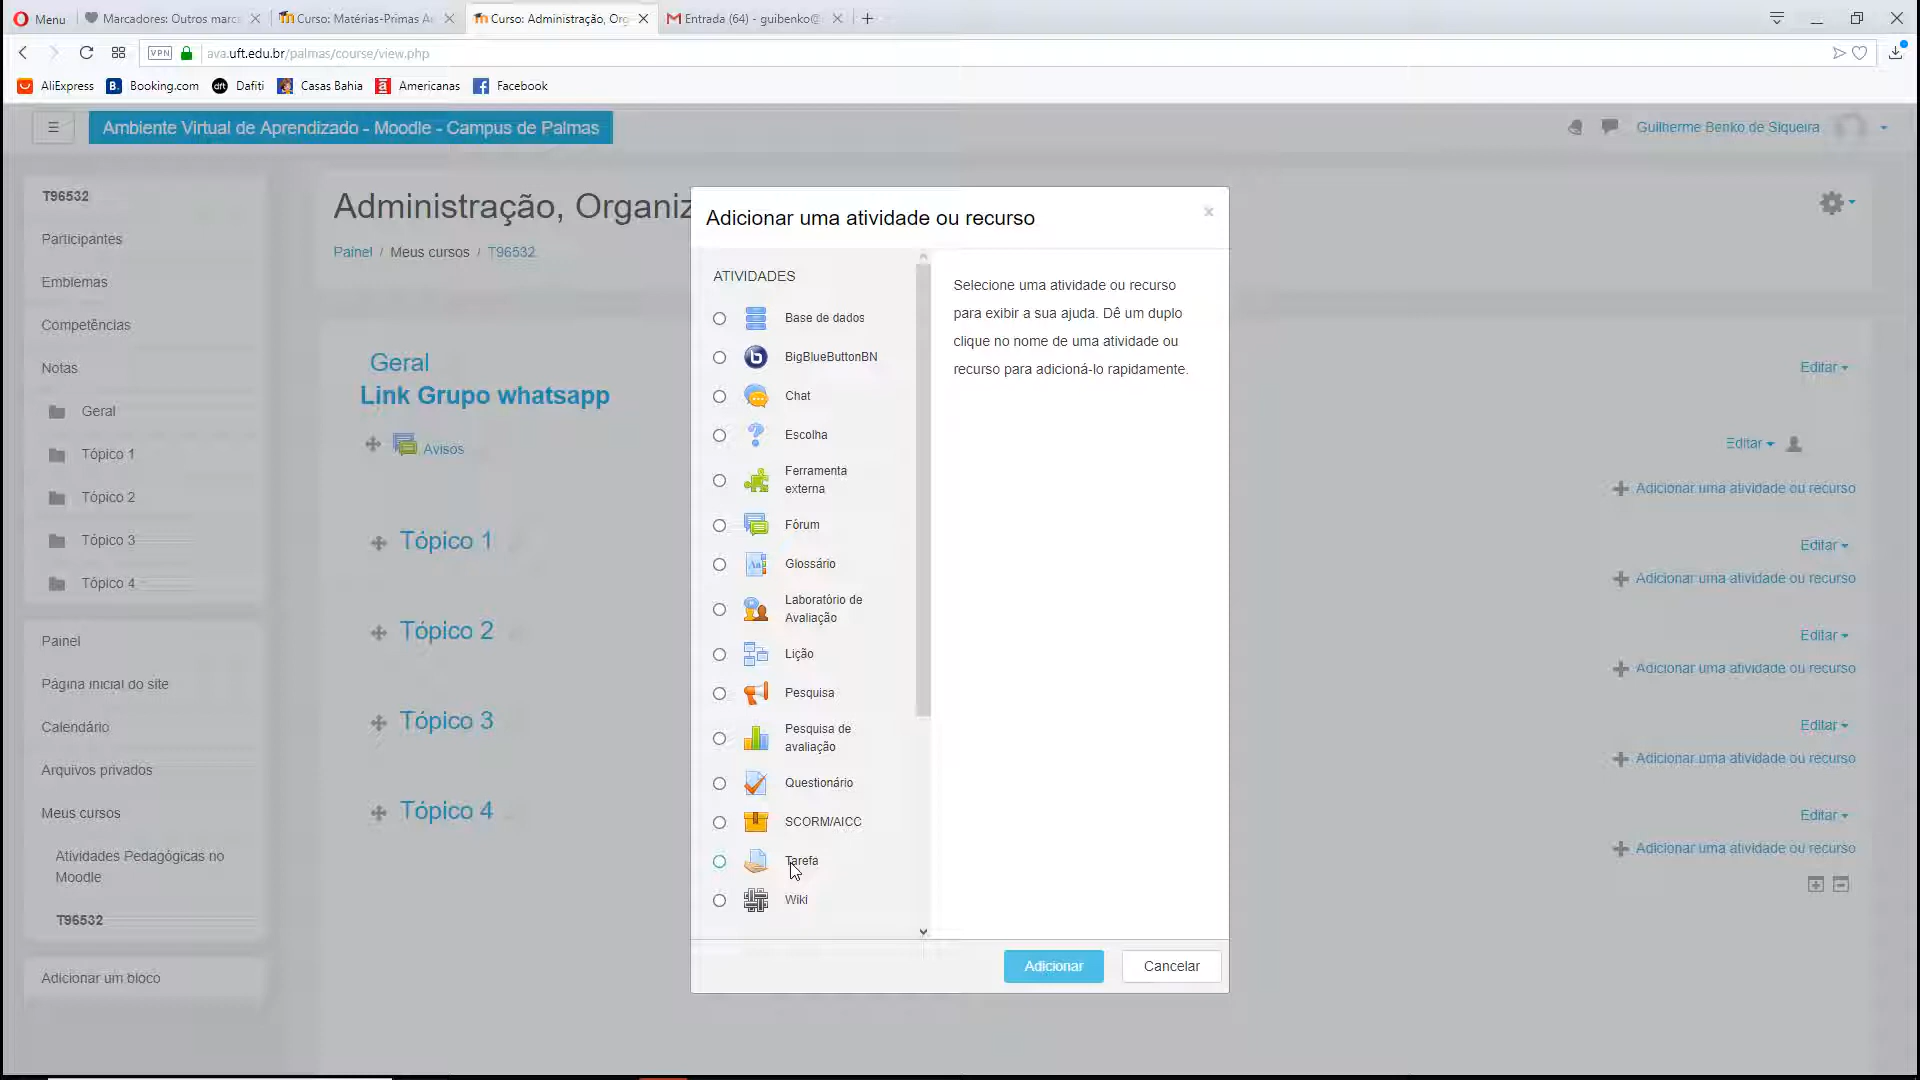 Menu
Marcadores: Outros marc
Curso: Matérias-Primas A
Curso: Administração, Org
Entrada (64) - guibenko@
VPN
ava.uft.edu.br/palmas/course/view.php
AliExpress
Booking.com
Dafiti
Casas Bahia
Americanas
Facebook
Ambiente Virtual de Aprendizado - Moodle - Campus de Palmas
Guilherme Benko de Siqueira
T96532
Participantes
Emblemas
Competências
Notas
Geral
Tópico 1
Tópico 2
Tópico 3
Tópico 4
Painel
Página inicial do site
Calendário
Arquivos privados
Meus cursos
Atividades Pedagógicas no
Moodle
T96532
Adicionar um bloco
Administração, Organiz
Painel / Meus cursos / T96532
Geral
Link Grupo whatsapp
Avisos
Tópico 1
Tópico 2
Tópico 3
Tópico 4
Adicionar uma atividade ou recurso
ATIVIDADES
Base de dados
BigBlueButtonBN
Chat
Escolha
Ferramenta
externa
Fórum
Glossário
Laboratório de
Avaliação
Lição
Pesquisa
Pesquisa de
avaliação
Questionário
SCORM/AICC
Tarefa
Wiki
Selecione uma atividade ou recurso
para exibir a sua ajuda. Dê um duplo
clique no nome de uma atividade ou
recurso para adicioná-lo rapidamente.
Adicionar
Cancelar
Editar
Editar
Adicionar uma atividade ou recurso
Editar
Adicionar uma atividade ou recurso
Editar
Adicionar uma atividade ou recurso
Editar
Adicionar uma atividade ou recurso
Editar
Adicionar uma atividade ou recurso